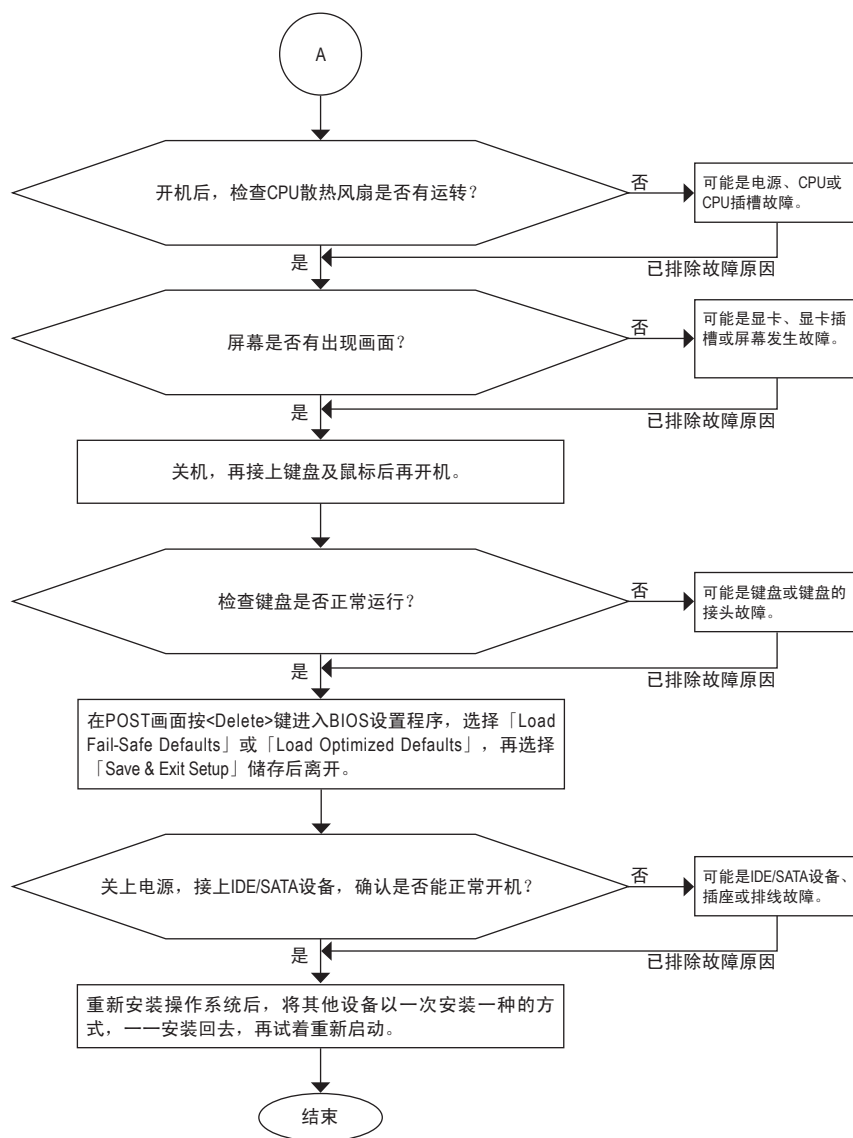 A
开机后，检查CPU散热风扇是否有运转？
否
可能是电源、CPU或
CPU插槽故障。
是
已排除故障原因
屏幕是否有出现画面？
否
可能是显卡、显卡插
槽或屏幕发生故障。
是
已排除故障原因
关机，再接上键盘及鼠标后再开机。
检查键盘是否正常运行？
否
可能是键盘或键盘的
接头故障。
是
已排除故障原因
在POST画面按<Delete>键进入BIOS设置程序，选择「Load
Fail-Safe Defaults」或「Load Optimized Defaults」，再选择
「Save & Exit Setup」储存后离开。
关上电源，接上IDE/SATA设备，确认是否能正常开机？
否
可能是IDE/SATA设备、
插座或排线故障。
是
已排除故障原因
重新安装操作系统后，将其他设备以一次安装一种的方
式，一一安装回去，再试着重新启动。
结束